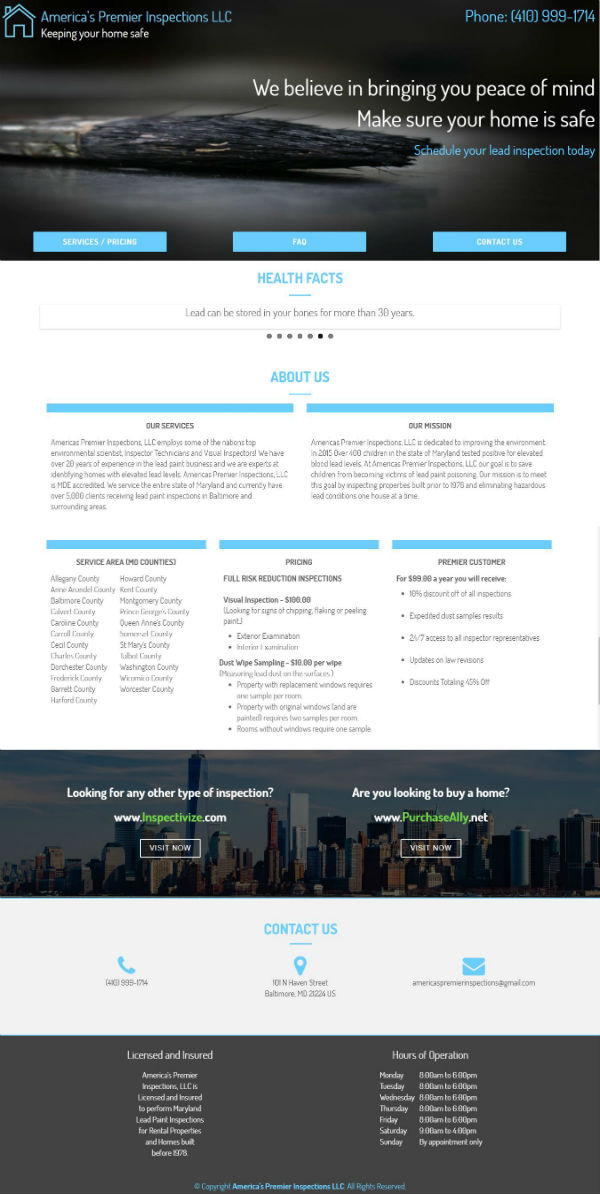 America's Premier Inspections LLC
Keeping your home safe
Phone: (410) 999-1714
We believe in bringing you peace of mind
Make sure your home is safe
Schedule your lead inspection today
SERVICES / PRICING
FAQ
CONTACT US
HEALTH FACTS
Lead can be stored in your bones for more than 30 years.
ABOUT US
OUR SERVICES
Americas Premier Inspections, LLC employs some of the nations top
environmental scientist, Inspector Technicians and Visual Inspectors! We have
over 20 years of experience in the lead paint business and we are experts at
identifying homes with elevated lead levels. Americas Premier Inspections, LLC
is MDE accredited. We service the entire state of Maryland and currently have
over 5,000 clients receiving lead paint inspections in Baltimore and
surrounding areas.
OUR MISSION
Americas Premier Inspections, LLC is dedicated to improving the environment.
In 2015 Over 400 children in the state of Maryland tested positive for elevated
blood lead levels. At Americas Premier Inspections, LLC our goal is to save
children from becoming victims of lead paint poisoning. Our mission is to meet
this goal by inspecting properties built prior to 1978 and eliminating hazardous
lead conditions one house at a time.
SERVICE AREA (MD COUNTIES)
Allegany County
Anne Arundel County
Baltimore County
Calvert County
Caroline County
Carroll County
Cecil County
Charles County
Dorchester County
Frederick County
Garrett County
Harford County
Howard County
Kent County
Montgomery County
Prince George's County
Queen Anne's County
Somerset County
St Mary's County
Talbot County
Washington County
Wicomico County
Worcester County
PRICING
FULL RISK REDUCTION INSPECTIONS
Visual Inspection – $100.00
(Looking for signs of chipping, flaking or peeling
paint.)
Exterior Examination
Interior Examination
Dust Wipe Sampling – $10.00 per wipe
(Measuring lead dust on the surfaces )
Property with replacement windows requires
one sample per room.
Property with original windows (and are
painted) requires two samples per room.
Rooms without windows require one sample.
PREMIER CUSTOMER
For $99.00 a year you will receive:
10% discount off of all inspections
Expedited dust samples results
24/7 access to all inspector representatives
Updates on law revisions
Discounts Totaling 45% Off
Looking for any other type of inspection?
www.Inspectivize.com
VISIT NOW
Are you looking to buy a home?
www.PurchaseAlly.net
VISIT NOW
CONTACT US
(410) 999-1714
101 N Haven Street
Baltimore, MD 21224 US
americaspremierinspections@gmail.com
Licensed and Insured
America's Premier
Inspections, LLC is
Licensed and Insured
to perform Maryland
Lead Paint Inspections
for Rental Properties
and Homes built
before 1978.
Hours of Operation
Monday 8:00am to 6:00pm
Tuesday 8:00am to 6:00pm
Wednesday 8:00am to 6:00pm
Thursday 8:00am to 6:00pm
Friday 8:00am to 6:00pm
Saturday 9:00am to 4:00pm
Sunday By appointment only
© Copyright America's Premier Inspections LLC. All Rights Reserved.